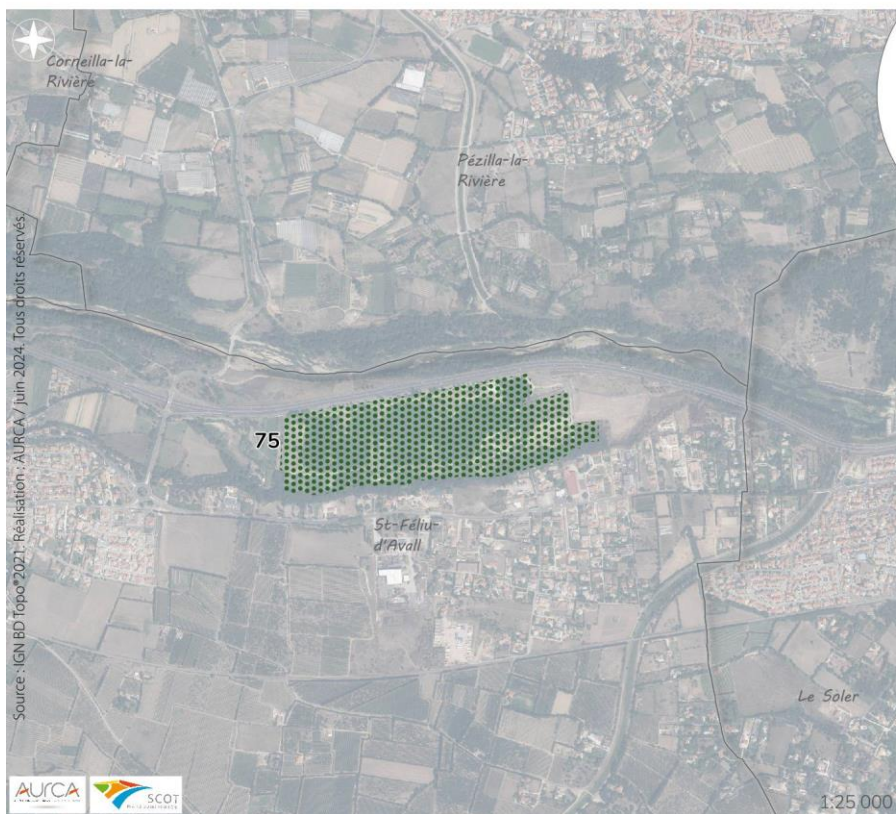 Corneilla-la-
Rivière
Pézilla-la-
Rivière
75
St-Féliu-
d'Avall
Le Soler
Source : IGN BD Topo®2021. Réalisation : AURCA / juin 2024. Tous droits réservés.
AURCA
SCOT
1:25 000